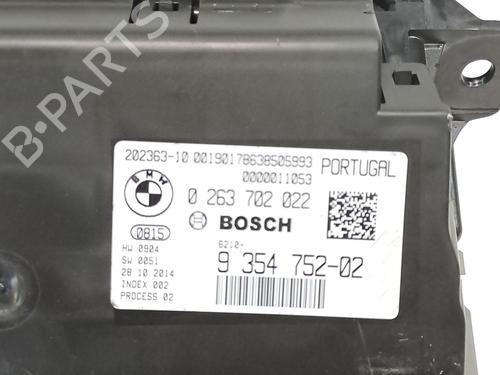 B-PARTS
202363-10 00190178638505993
PORTUGAL
0000011053
BMW
0 263 702 022
BOSCH
0815
6210-
HW 0904
SW 0051
28 10 2014
INDEX 002
PROCESS 02
9 354 752-02